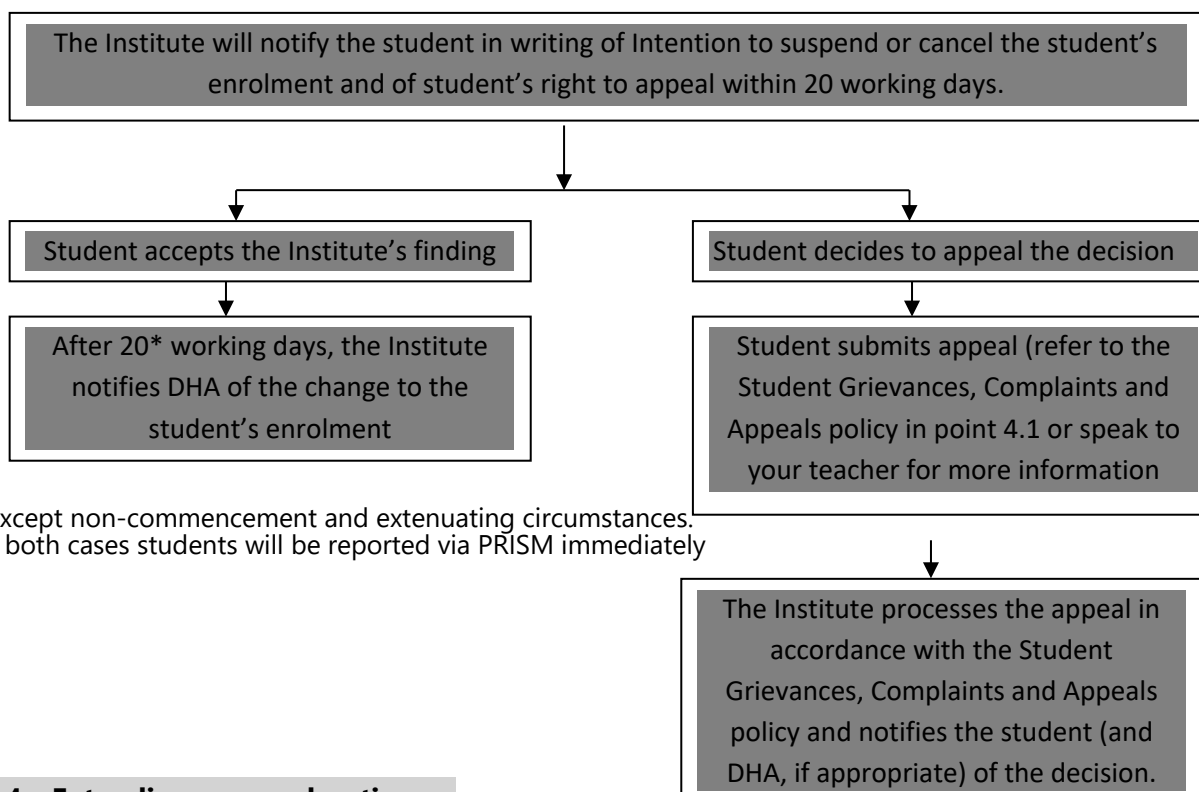 The Institute will notify the student in writing of Intention to suspend or cancel the student’s
enrolment and of student’s right to appeal within 20 working days.
Student accepts the Institute’s finding
Student decides to appeal the decision
After 20* working days, the Institute
notifies DHA of the change to the
student’s enrolment
Student submits appeal (refer to the
Student Grievances, Complaints and
Appeals policy in point 4.1 or speak to
your teacher for more information
xcept non-commencement and extenuating circumstances.
both cases students will be reported via PRISM immediately
The Institute processes the appeal in
accordance with the Student
Grievances, Complaints and Appeals
policy and notifies the student (and
DHA, if appropriate) of the decision.